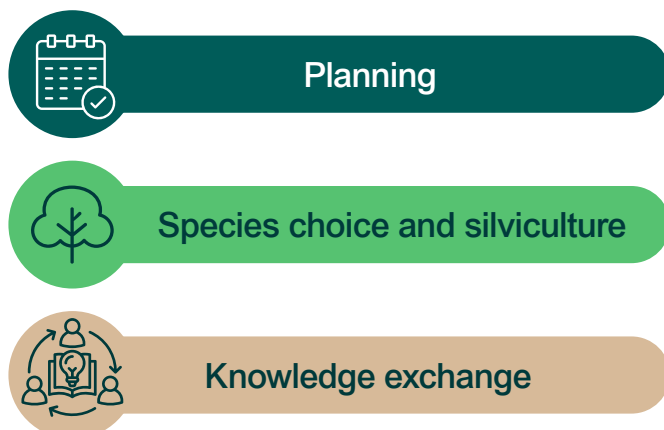 Planning
Species choice and silviculture
Knowledge exchange